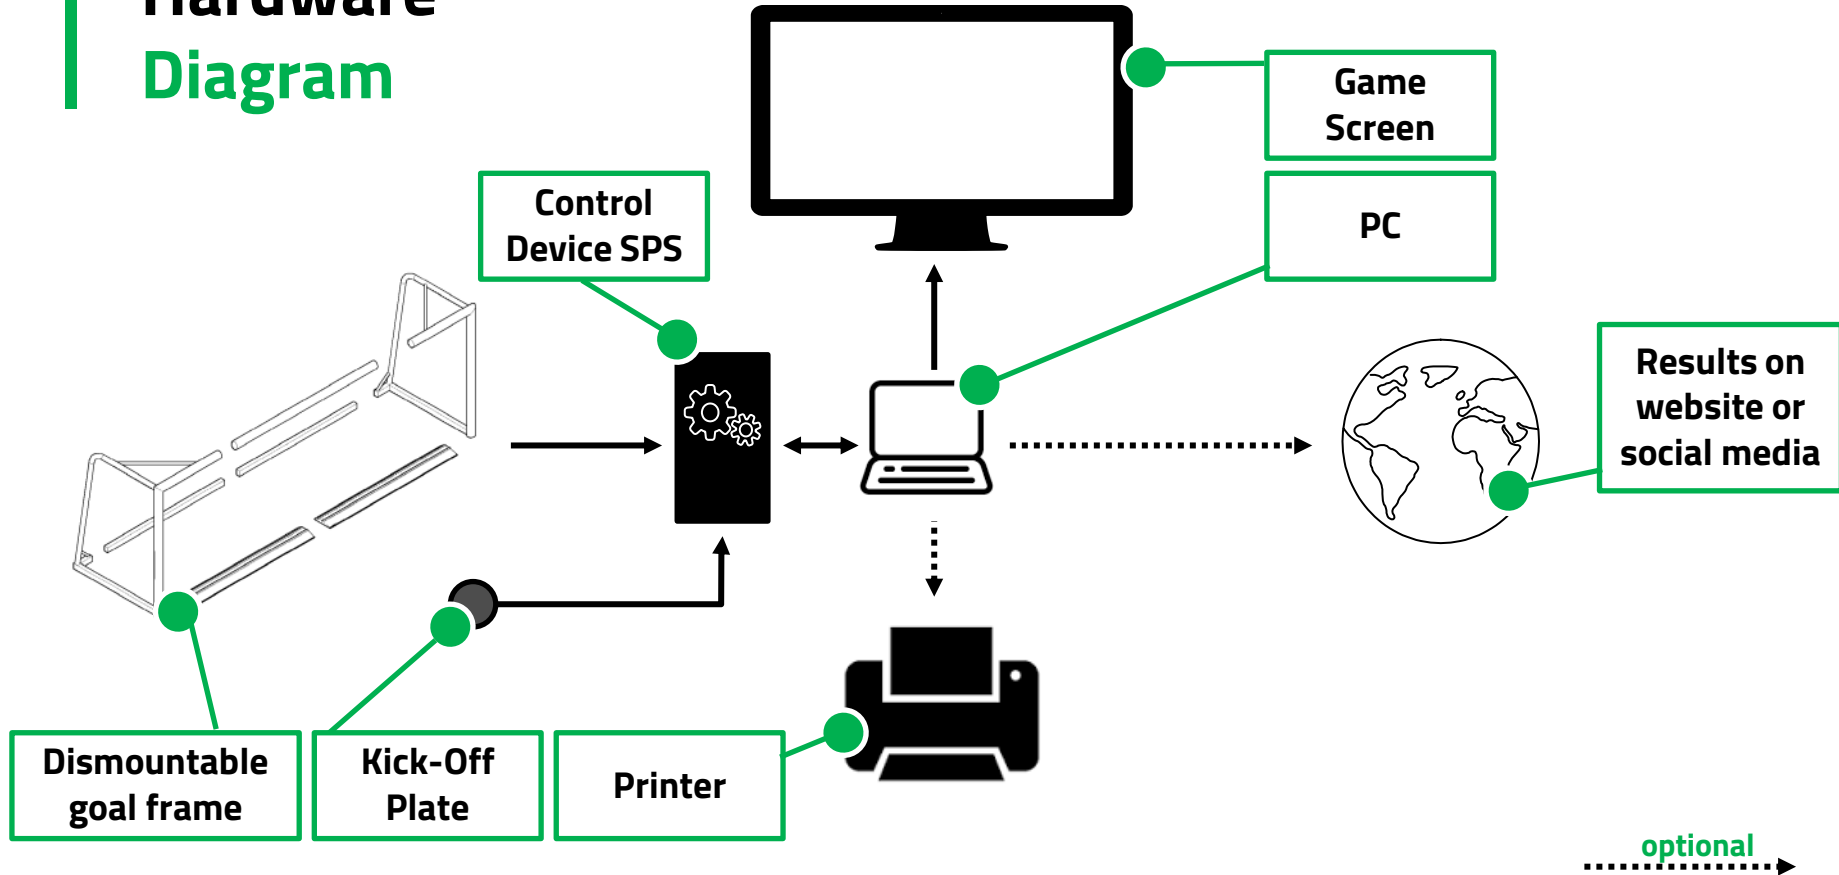 Hardware
Diagram
Game
Screen
Control
Device SPS
PC
Results on
website or
social media
Dismountable
goal frame
Kick-Off
Plate
Printer
optional